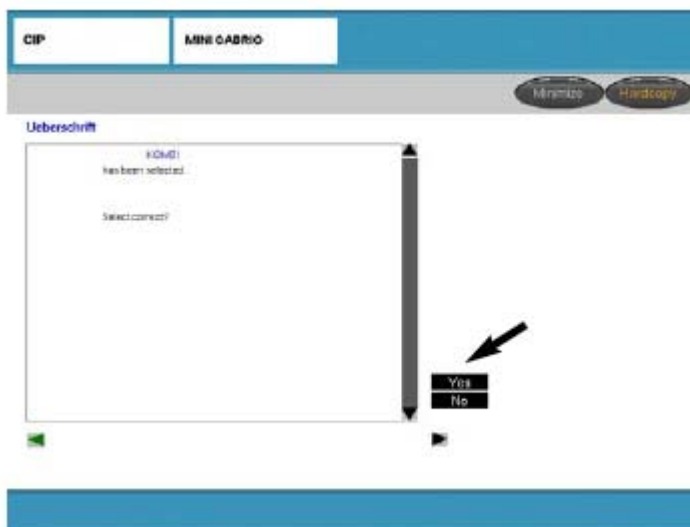 CIP
MINI CABRIO
Minimize
Hardcopy
Ueberschrift
KOMBI
has been selected
Select correct?
Yes
No